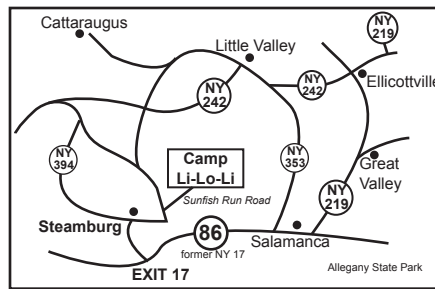 Cattaraugus
NY
219
Little Valley
NY
242
NY
242
Ellicottville
NY
394
Camp
Li-Lo-Li
NY
353
Great
Valley
Sunfish Run Road
NY
219
Steamburg
86
former NY 17
Salamanca
EXIT 17
Allegany State Park